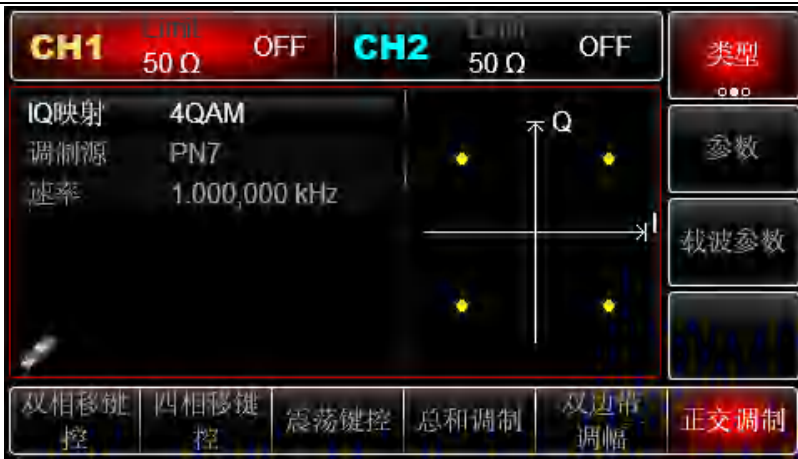 CH1 Limit 50 Ω OFF
CH2 Limit 50 Ω OFF
类型
IQ映射 4QAM
调制源 PN7
速率 1.000,000 kHz
Q
I
参数
载波参数
双相移键
控
四相移键
控
震荡键控
总和调制
双边带
调幅
正交调制